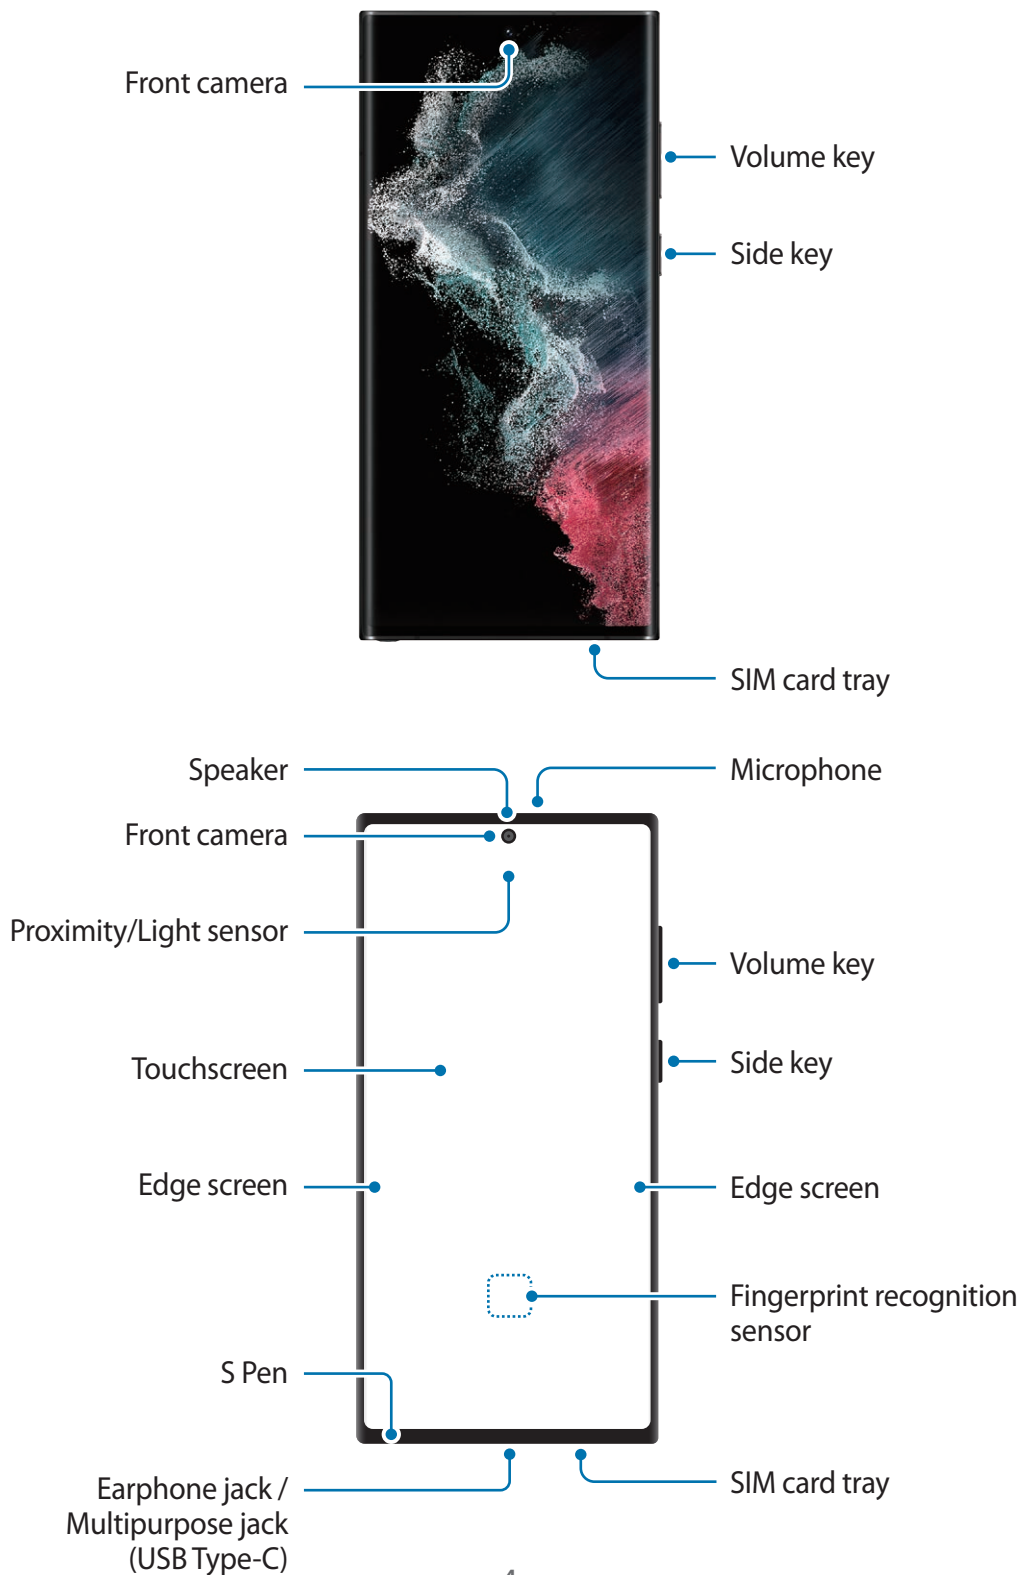 Front camera
Volume key
Side key
SIM card tray
Speaker
Microphone
Front camera
Proximity/Light sensor
Volume key
Touchscreen
Side key
Edge screen
Edge screen
Fingerprint recognition
sensor
S Pen
SIM card tray
Earphone jack /
Multipurpose jack
(USB Type-C)